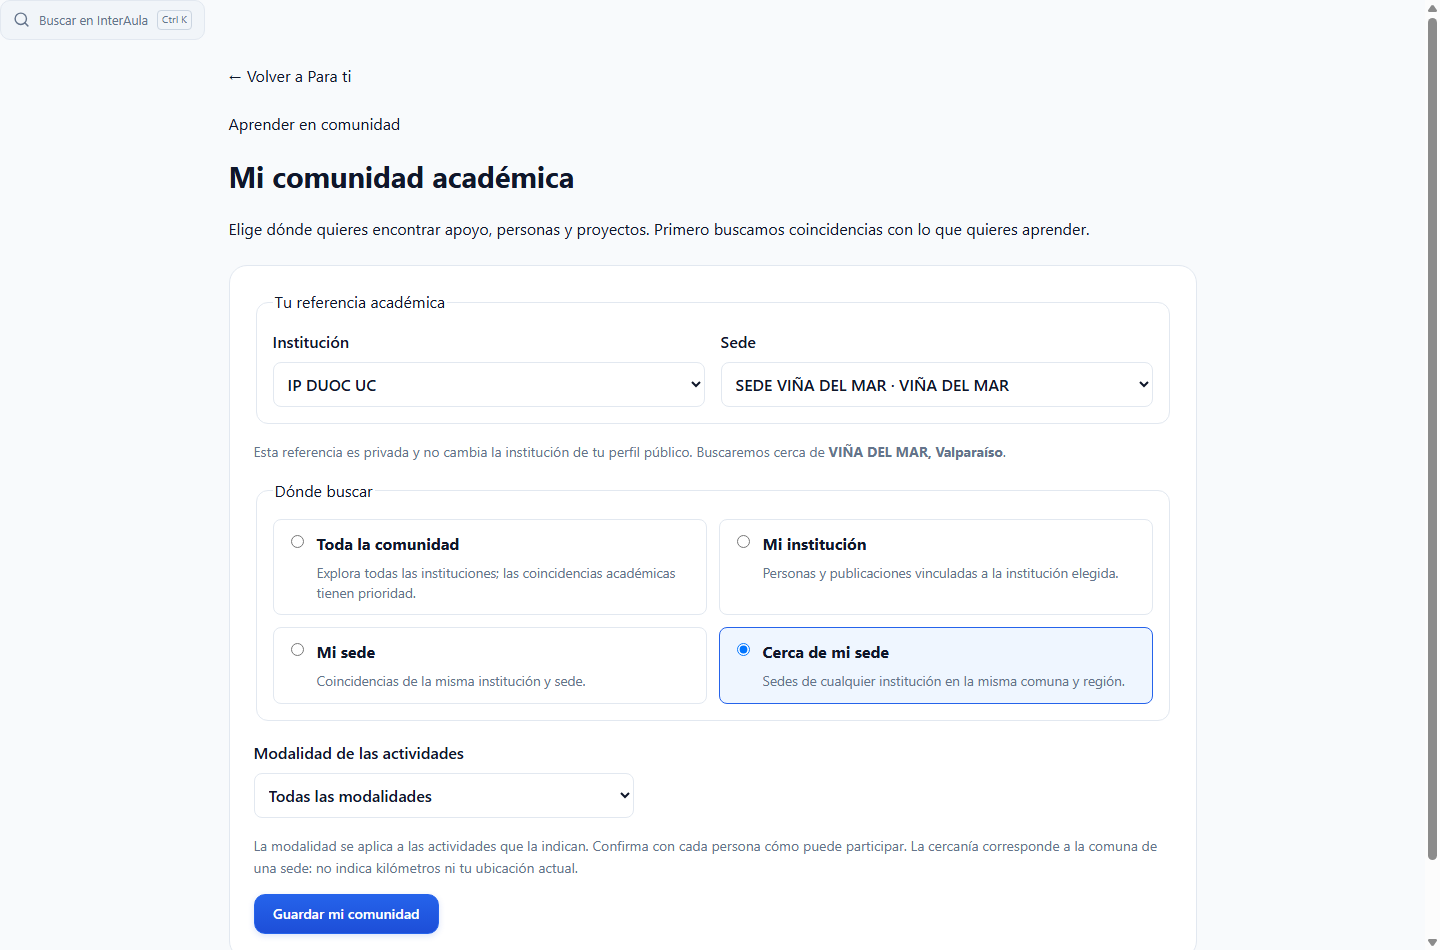 Buscar en InterAula Ctrl K
← Volver a Para ti
Aprender en comunidad
Mi comunidad académica
Elige dónde quieres encontrar apoyo, personas y proyectos. Primero buscamos coincidencias con lo que quieres aprender.
Tu referencia académica
Institución
IP DUOC UC
Sede
SEDE VIÑA DEL MAR · VIÑA DEL MAR
Esta referencia es privada y no cambia la institución de tu perfil público. Buscaremos cerca de VIÑA DEL MAR, Valparaíso.
Dónde buscar
Toda la comunidad
Explora todas las instituciones; las coincidencias académicas
tienen prioridad.
Mi institución
Personas y publicaciones vinculadas a la institución elegida.
Mi sede
Coincidencias de la misma institución y sede.
Cerca de mi sede
Sedes de cualquier institución en la misma comuna y región.
Modalidad de las actividades
Todas las modalidades
La modalidad se aplica a las actividades que la indican. Confirma con cada persona cómo puede participar. La cercanía corresponde a la comuna de
una sede: no indica kilómetros ni tu ubicación actual.
Guardar mi comunidad